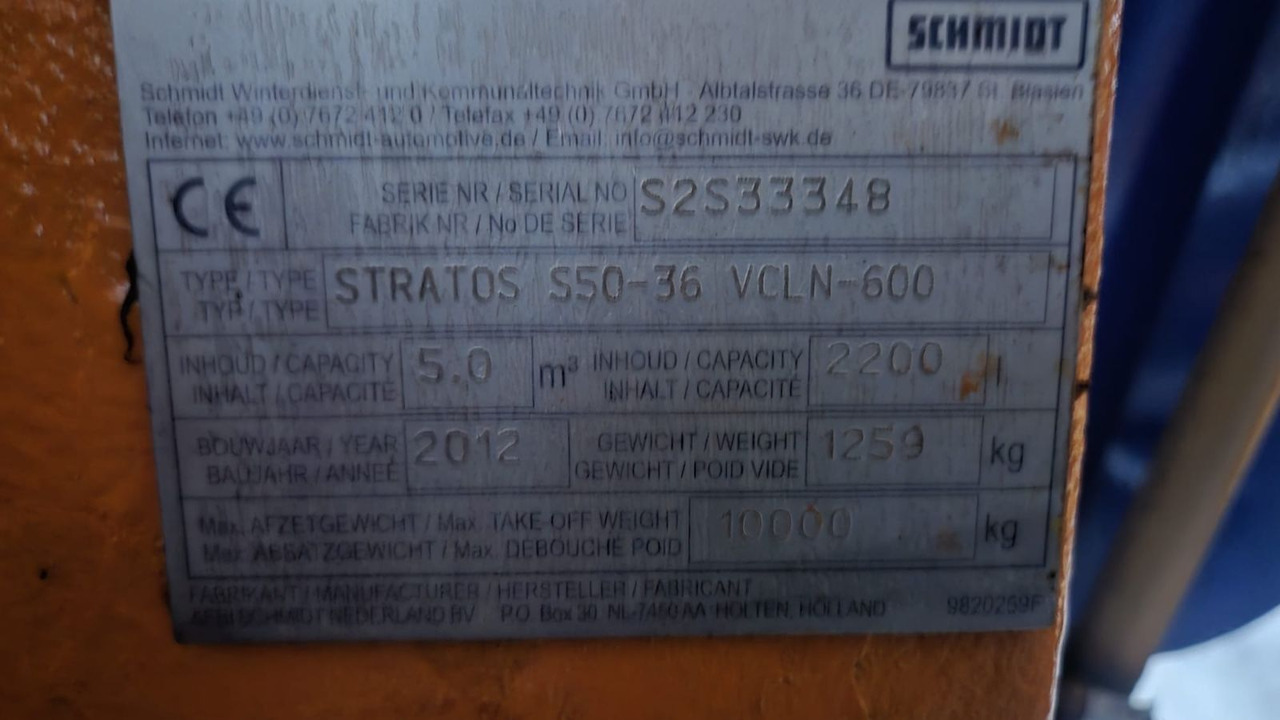 SCHMIDT
Schmidt Winterdienst- und Kommunaltechnik GmbH - Albtalstrasse 36 DE-79837 St. Blasien
Telefon +49 (0) 7672 412 0 / Telefax +49 (0) 7672 412 230
Internet: www.schmidt-automotive.de / Email: info@schmidt-swk.de
CE SERIE NR / SERIAL NO S2S33348
FABRIK NR / No DE SERIE
TYPE / TYPE STRATOS S50-36 VCLN-600
TYP / TYPE
INHOUD / CAPACITY 5.0 m³ INHOUD / CAPACITY 2200 l
INHALT / CAPACITE INHALT / CAPACITÉ
BOUWJAAR / YEAR 2012 GEWICHT / WEIGHT 1259 kg
BAUJAHR / ANNEÉ GEWICHT / POID VIDE
Max. AFZETGEWICHT / Max. TAKE-OFF WEIGHT 10000 kg
Max. ABSATZGEWICHT / Max. DEBOUCHE POID
FABRIKANT / MANUFACTURER / HERSTELLER / FABRICANT
SCHMIDT NEDERLAND BV P.O. Box 30 NL-7450 AA HOLTEN, HOLLAND 9820259F